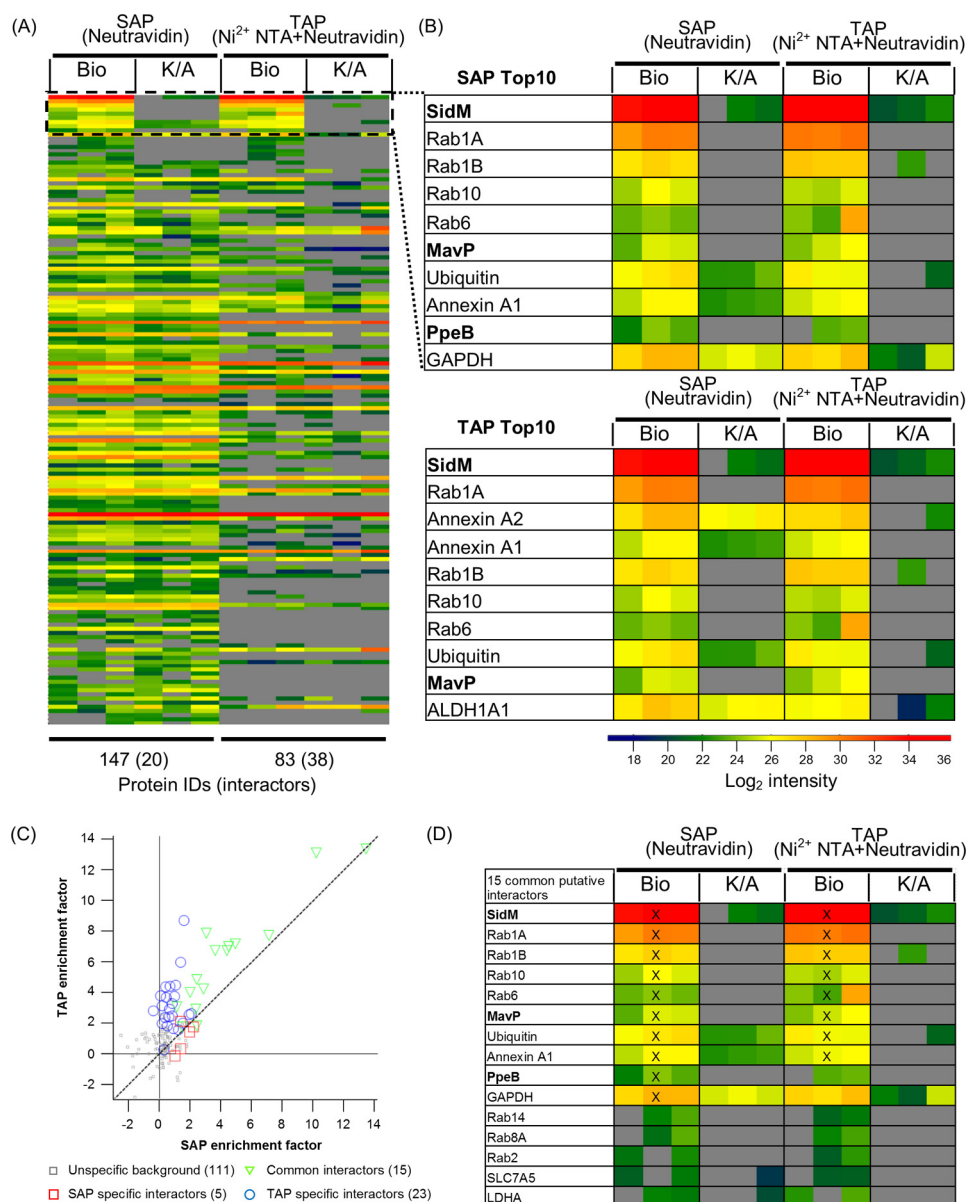 (A)
SAP
(Neutravidin)
TAP
(Ni²⁺ NTA+Neutravidin)
Bio
K/A
Bio
K/A
147 (20)
83 (38)
Protein IDs (interactors)
(B)
SAP
(Neutravidin)
TAP
(Ni²⁺ NTA+Neutravidin)
SAP Top10
Bio
K/A
Bio
K/A
SidM
Rab1A
Rab1B
Rab10
Rab6
MavP
Ubiquitin
Annexin A1
PpeB
GAPDH
SAP
(Neutravidin)
TAP
(Ni²⁺ NTA+Neutravidin)
TAP Top10
Bio
K/A
Bio
K/A
SidM
Rab1A
Annexin A2
Annexin A1
Rab1B
Rab10
Rab6
Ubiquitin
MavP
ALDH1A1
18 20 22 24 26 28 30 32 34 36
Log₂ intensity
(C)
TAP enrichment factor
14
12
10
8
6
4
2
0
-2
-2 0 2 4 6 8 10 12 14
SAP enrichment factor
Unspecific background (111)
Common interactors (15)
SAP specific interactors (5)
TAP specific interactors (23)
(D)
SAP
(Neutravidin)
TAP
(Ni²⁺ NTA+Neutravidin)
15 common putative
interactors
Bio
K/A
Bio
K/A
SidM X X
Rab1A X X
Rab1B X X
Rab10 X X
Rab6 X X
MavP X X
Ubiquitin X X
Annexin A1 X X
PpeB X
GAPDH X
Rab14
Rab8A
Rab2
SLC7A5
LDHA